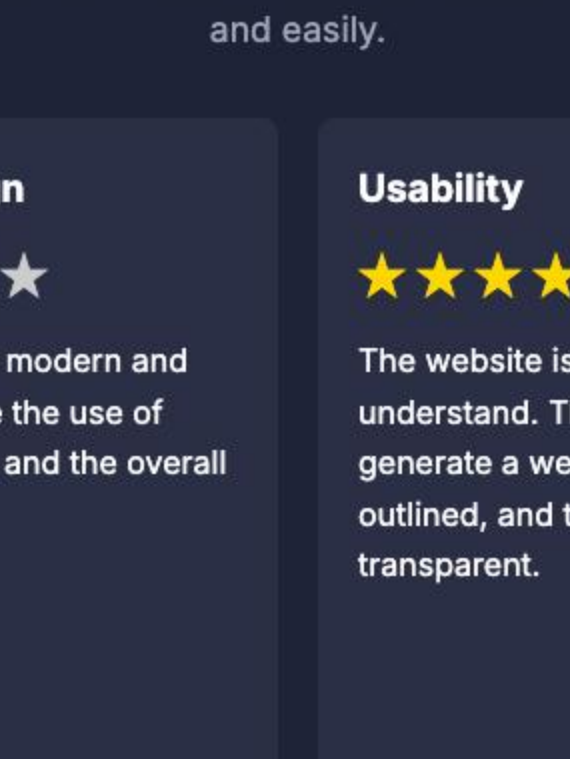 and easily.
n
modern and
the use of
and the overall
Usability
The website is
understand.
generate a
outlined, and
transparent.